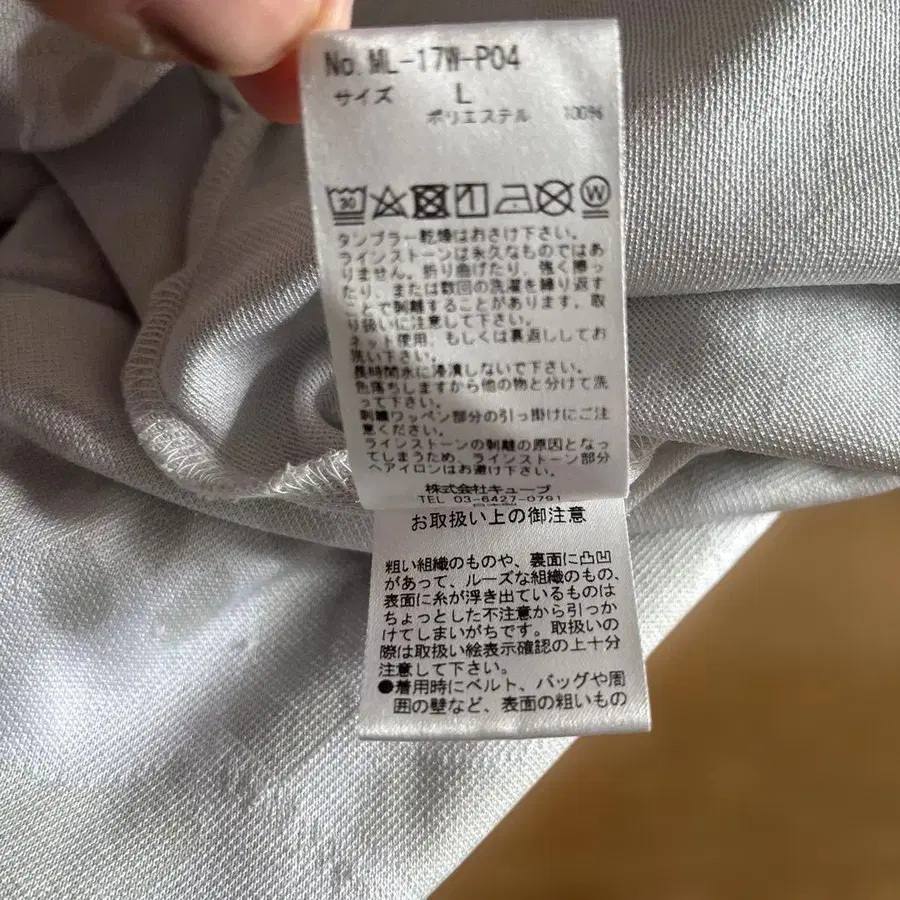 No. ML-17W-P04
サイズ L
ポリエステル 100%
30 W
タンブラー乾燥はおさけ下さい。
ラインストーンは永久なものではあ
りません。折り曲げたり、強く擦っ
たり、または数回の洗濯を繰り返す
ことで剥離することがあります。取
り扱いに注意して下さい。
ネット使用、もしくは裏返ししてお
洗い下さい。
長時間水に浸漬しないで下さい。
色落ちしますから他の物と分けて洗
って下さい。
刺繍ワッペン部分の引っ掛けにご注
意ください。
ラインストーンの剥離の原因となっ
てしまうため、ラインストーン部分
へアイロンはお避け下さい。
株式会社キューブ
TEL 03-6427-0791
お取扱い上の御注意
粗い組織のものや、裏面に凸凹
があって、ルーズな組織のもの、
表面に糸が浮き出ているものは
ちょっとした不注意から引っか
けてしまいがちです。取扱いの
際は取扱い絵表示確認の上十分
注意して下さい。
●着用時にベルト、バッグや周
囲の壁など、表面の粗いもの